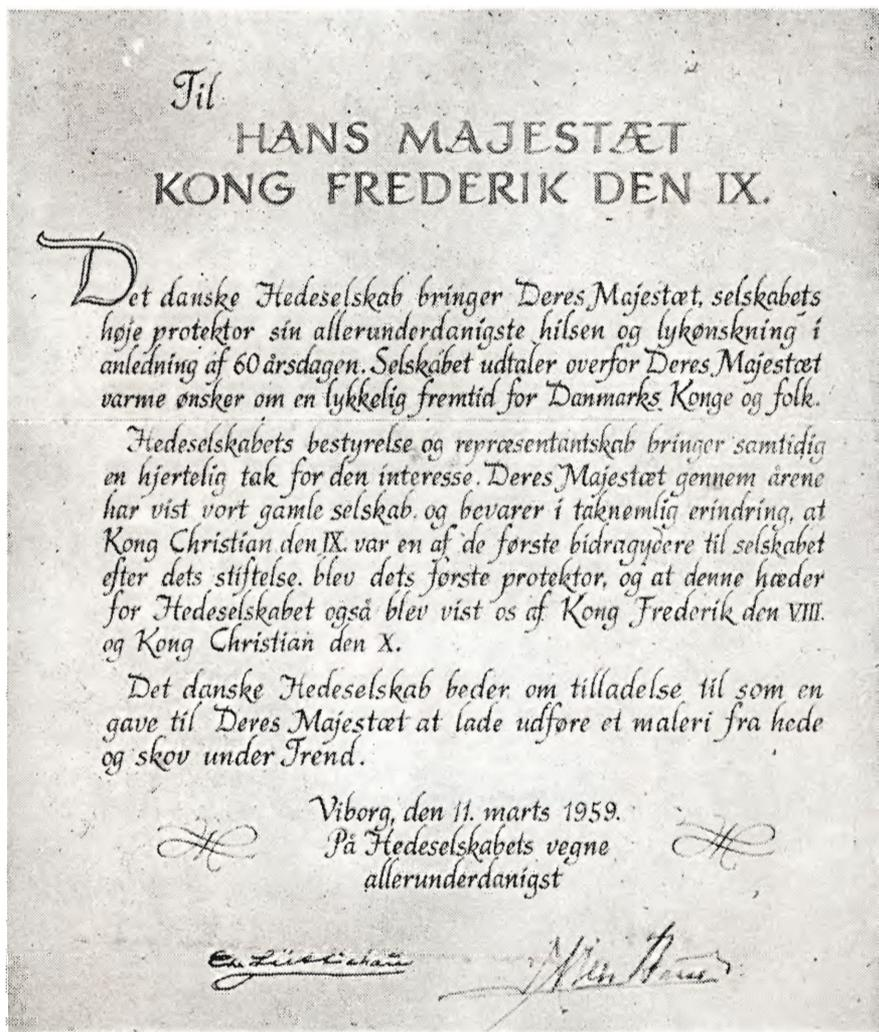 Til
HANS MAJESTÆT
KONG FREDERIK DEN IX.
Det danske Hedeselskab bringer Deres Majestæt, selskabets
høje protektor sin allerunderdanigste hilsen og lykønskning i
anledning af 60 årsdagen. Selskabet udtaler overfor Deres Majestæt
varme ønsker om en lykkelig fremtid for Danmarks Konge og folk.
Hedeselskabets bestyrelse og repræsentantskab bringer samtidig
en hjertelig tak for den interesse. Deres Majestæt gennem årene
har vist vort gamle selskab. og bevarer i taknemlig erindring, at
Kong Christian den IX. var en af de første bidragydere til selskabet
efter dets stiftelse. blev dets første protektor, og at denne hæder
for Hedeselskabet også blev vist os af Kong Frederik den VIII.
og Kong Christian den X.
Det danske Hedeselskab beder om tilladelse til som en
gave til Deres Majestæt at lade udføre et maleri fra hede
og skov under Trend.
Viborg, den 11. marts 1959.
På Hedeselskabets vegne
allerunderdanigst